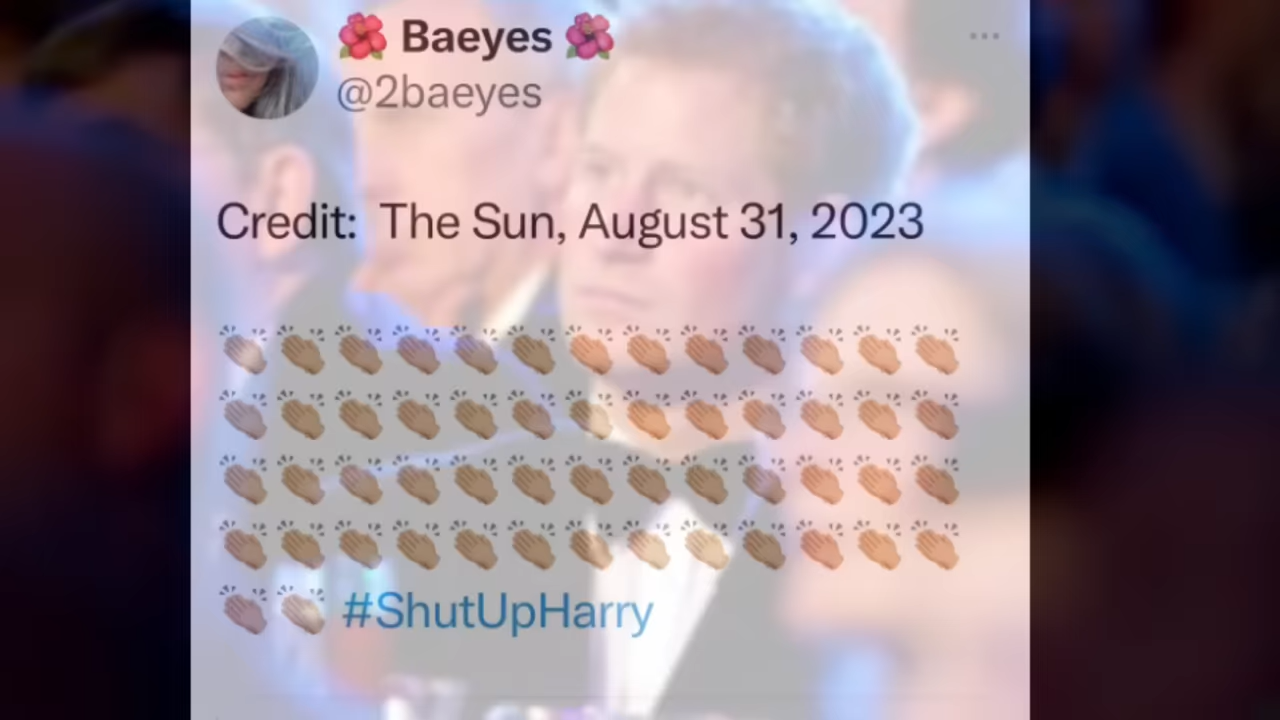 🌺 Baeyes 🌺
@2baeyes
Credit: The Sun, August 31, 2023
👏🏽👏🏽👏🏽👏🏽👏🏽👏🏽👏🏽👏🏽👏🏽👏🏽👏🏽👏🏽👏🏽
👏🏽👏🏽👏🏽👏🏽👏🏽👏🏽👏🏽👏🏽👏🏽👏🏽👏🏽👏🏽👏🏽
👏🏽👏🏽👏🏽👏🏽👏🏽👏🏽👏🏽👏🏽👏🏽👏🏽👏🏽👏🏽👏🏽
👏🏽👏🏽👏🏽👏🏽👏🏽👏🏽👏🏽👏🏽👏🏽👏🏽👏🏽👏🏽👏🏽
👏🏽👏🏽 #ShutUpHarry